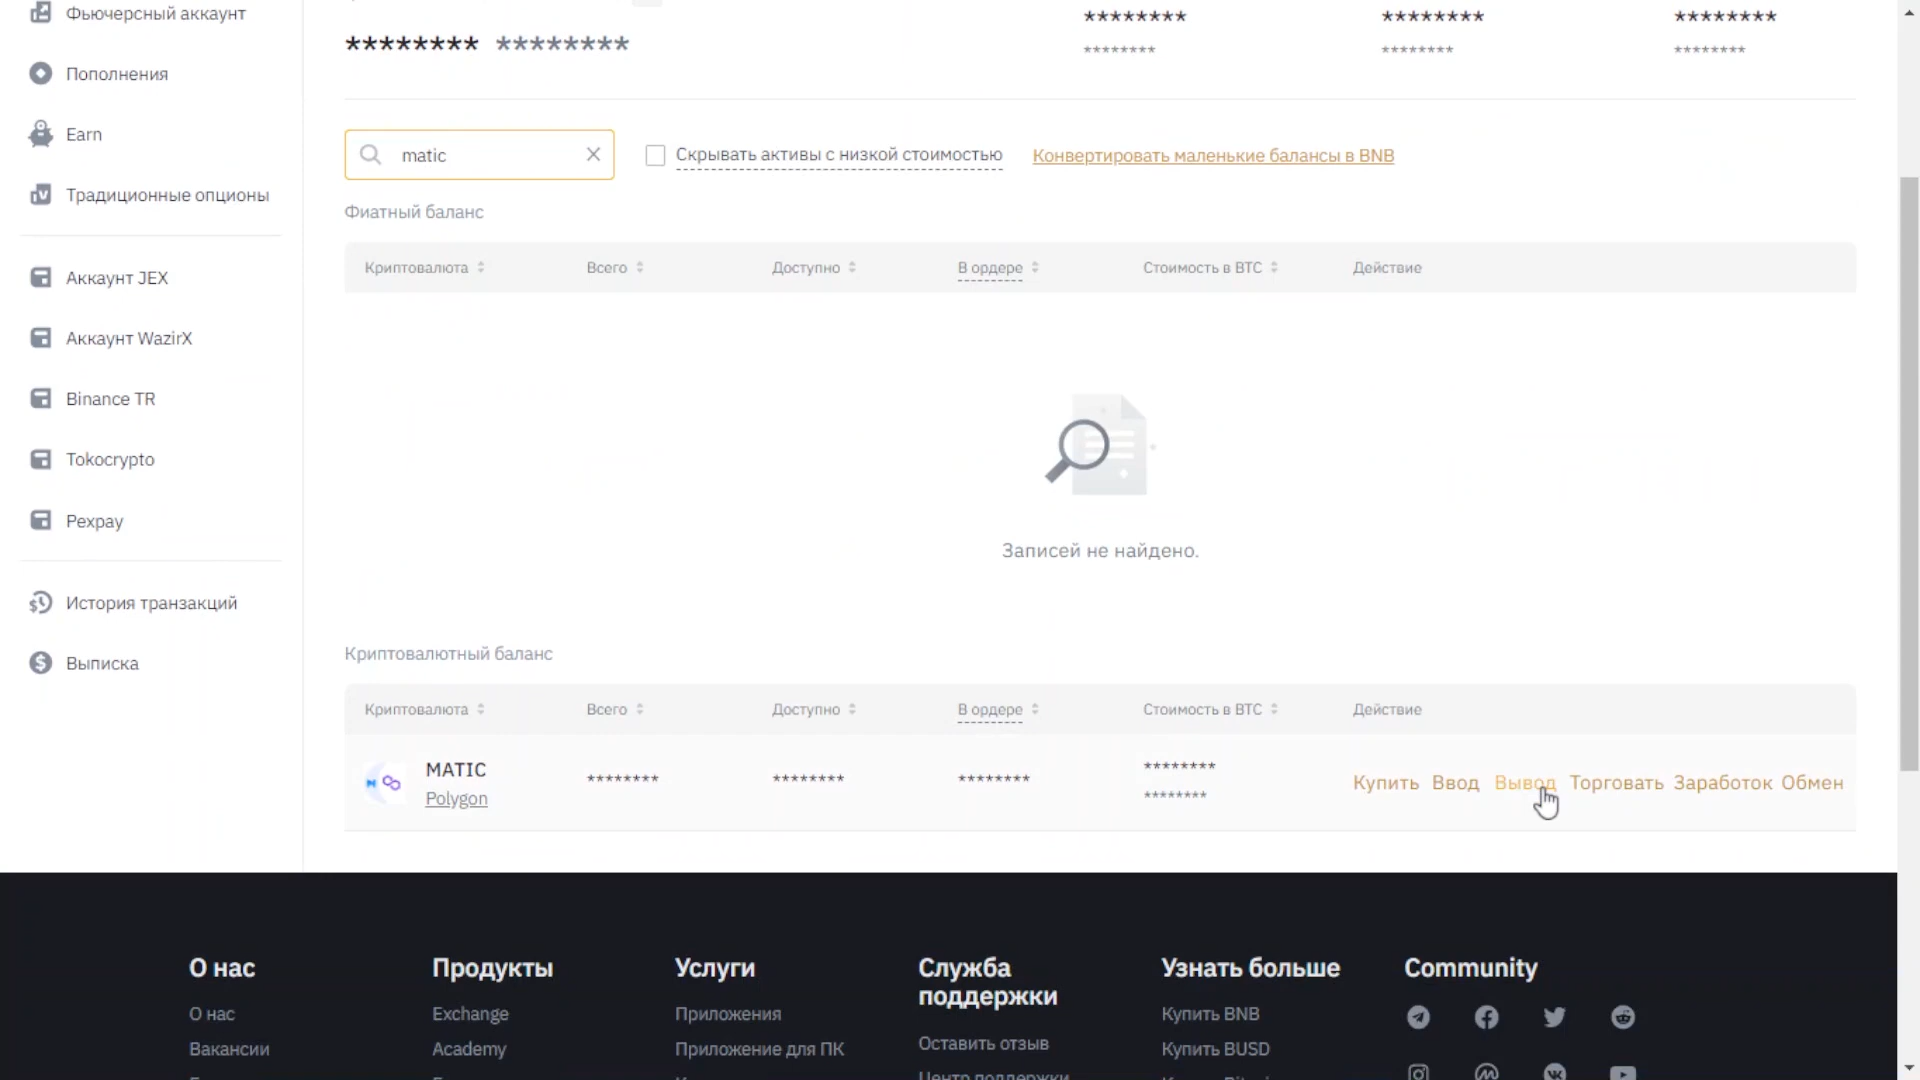 Фьючерсный аккаунт
Пополнения
Earn
Традиционные опционы
Аккаунт JEX
Аккаунт WazirX
Binance TR
Tokocrypto
Pexpay
История транзакций
Выписка
******** ********
******** ******** ********
******** ******** ********
matic
Скрывать активы с низкой стоимостью
Конвертировать маленькие балансы в BNB
Фиатный баланс
Криптовалюта Всего Доступно В ордере Стоимость в BTC Действие
Записей не найдено.
Криптовалютный баланс
Криптовалюта Всего Доступно В ордере Стоимость в BTC Действие
MATIC
Polygon
******** ******** ******** ********
********
Купить Ввод Вывод Торговать Заработок Обмен
О нас Продукты Услуги Служба поддержки Узнать больше Community
О нас Exchange Приложения Оставить отзыв Купить BNB
Вакансии Academy Приложение для ПК Центр поддержки Купить BUSD